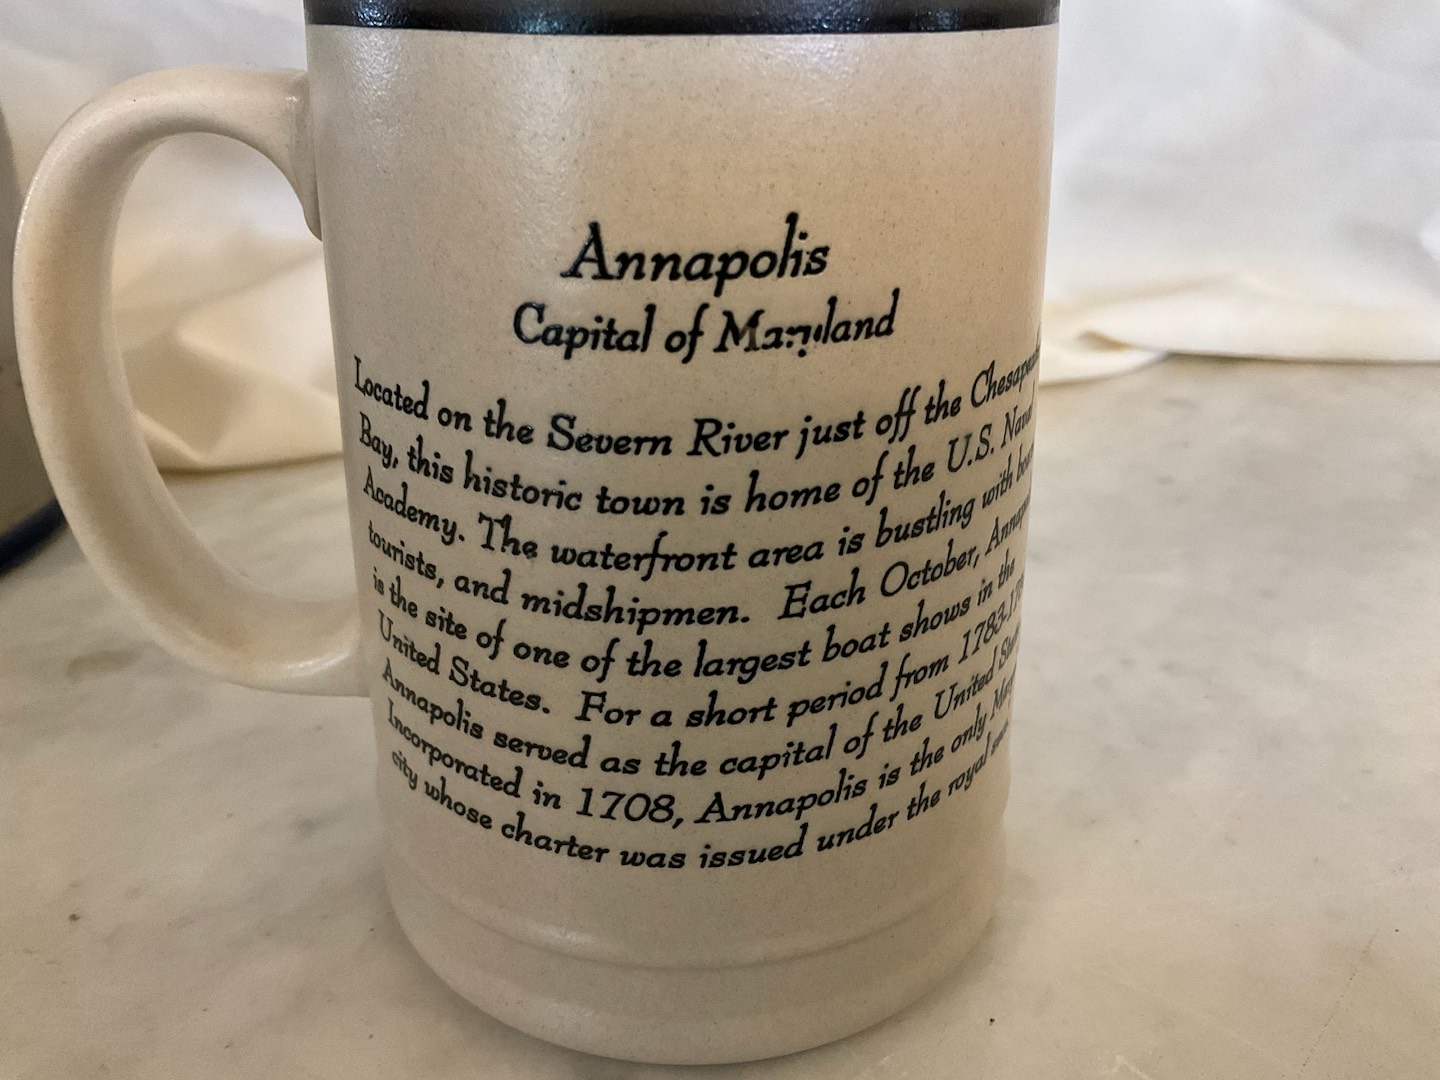 Annapolis
Capital of Maryland
Located on the Severn River just off the Chesapeake
Bay, this historic town is home of the U.S. Naval
Academy. The waterfront area is bustling with
tourists, and midshipmen. Each October,
is the site of one of the largest boat shows in the
United States. For a short period from
Annapolis served as the capital of the United
Incorporated in 1708, Annapolis is the only
city whose charter was issued under the royal